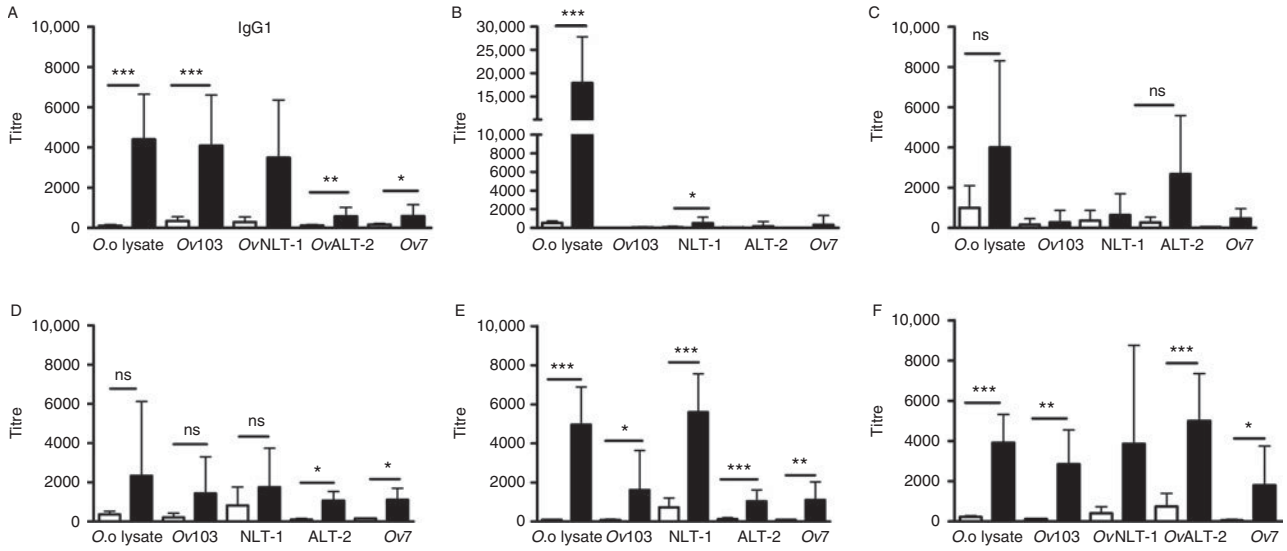 A
IgG1
8000
6000
4000
2000
0
Titre
***
***
**
*
O.o lysate Ov103 OvNLT-1 OvALT-2 Ov7
B
30,000
25,000
20,000
15,000
10,000
8000
6000
4000
2000
0
Titre
***
*
O.o lysate Ov103 NLT-1 ALT-2 Ov7
C
10,000
8000
6000
4000
2000
0
Titre
ns
ns
O.o lysate Ov103 NLT-1 ALT-2 Ov7
D
10,000
8000
6000
4000
2000
0
Titre
ns
ns
ns
*
*
O.o lysate Ov103 NLT-1 ALT-2 Ov7
E
10,000
8000
6000
4000
2000
0
Titre
***
*
***
***
**
O.o lysate Ov103 NLT-1 ALT-2 Ov7
F
10,000
8000
6000
4000
2000
0
Titre
***
**
***
*
O.o lysate Ov103 OvNLT-1 OvALT-2 Ov7